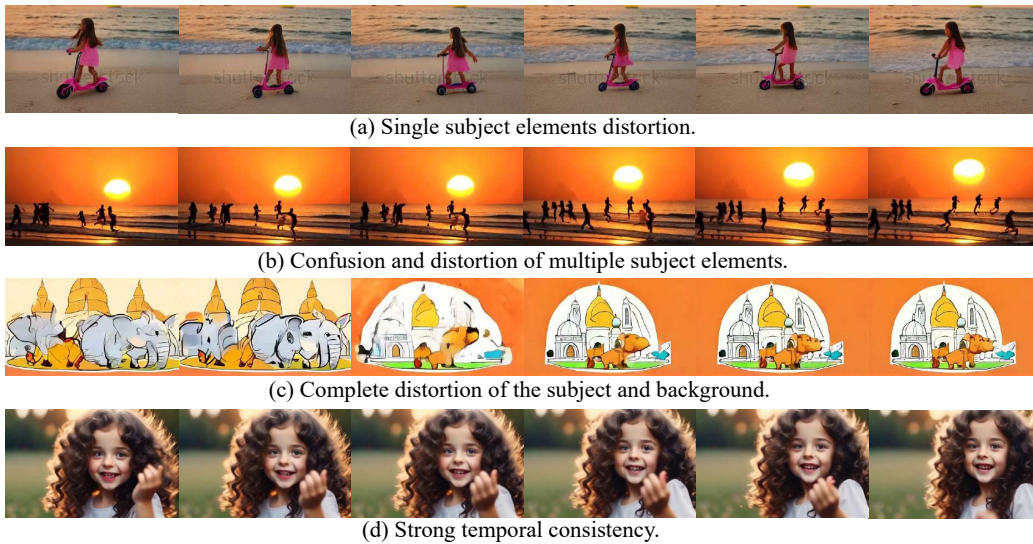 (a) Single subject elements distortion.
(b) Confusion and distortion of multiple subject elements.
(c) Complete distortion of the subject and background.
(d) Strong temporal consistency.